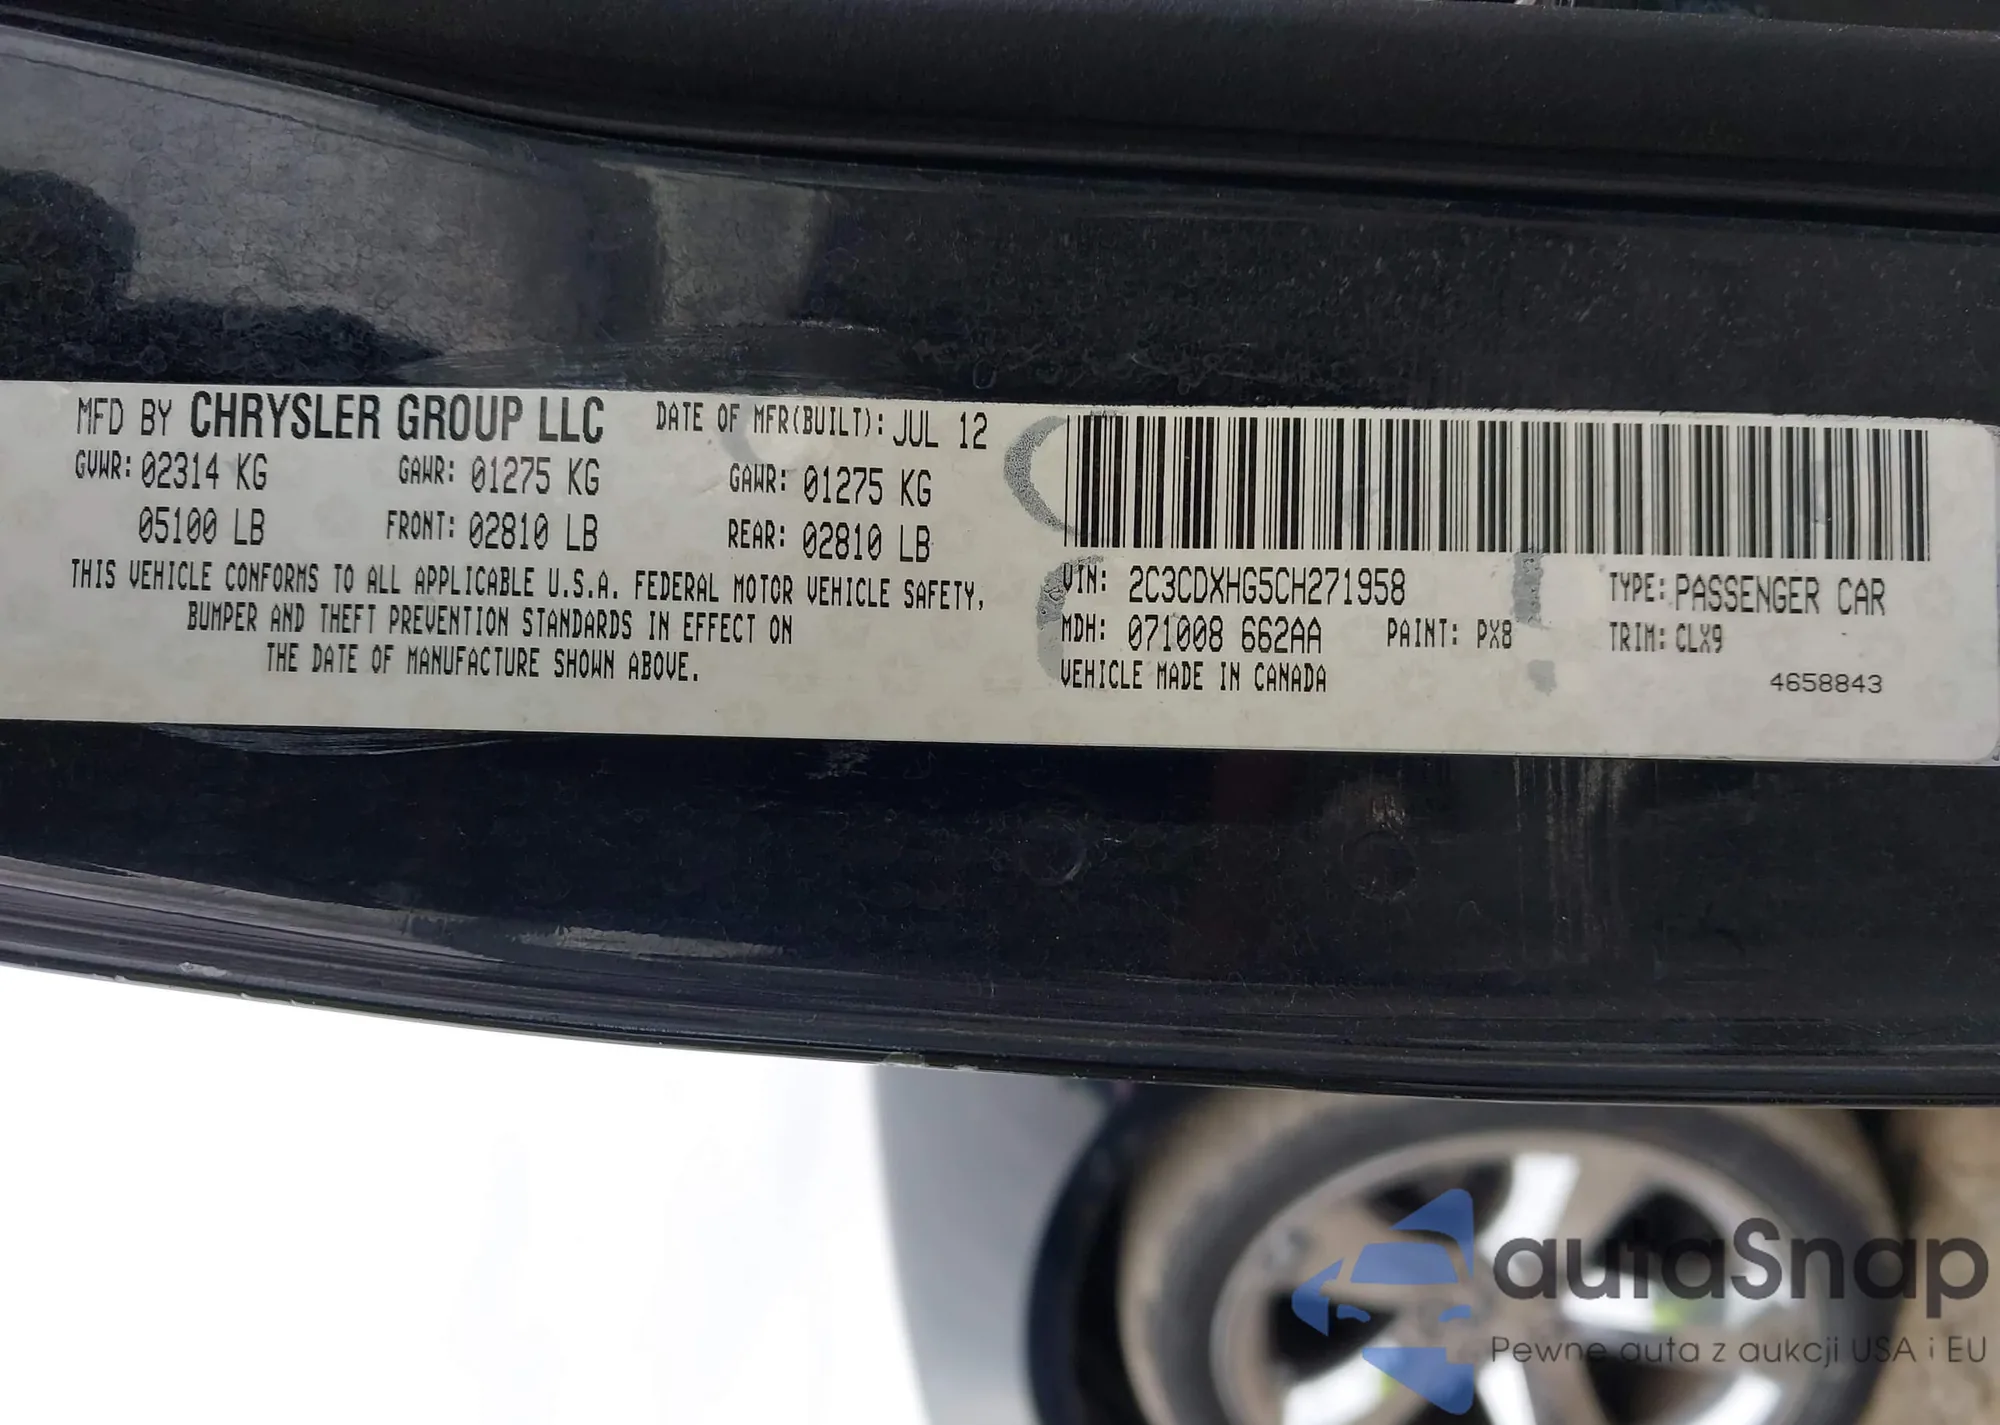 MFD BY CHRYSLER GROUP LLC DATE OF MFR(BUILT): JUL 12
GVWR: 02314 KG GAWR: 01275 KG GAWR: 01275 KG
05100 LB FRONT: 02810 LB REAR: 02810 LB
THIS VEHICLE CONFORMS TO ALL APPLICABLE U.S.A. FEDERAL MOTOR VEHICLE SAFETY,
BUMPER AND THEFT PREVENTION STANDARDS IN EFFECT ON
THE DATE OF MANUFACTURE SHOWN ABOVE.
VIN: 2C3CDXHG5CH271958 TYPE: PASSENGER CAR
MDH: 071008 662AA PAINT: PX8 TRIM: CLX9
VEHICLE MADE IN CANADA 4658843
autaSnap
Pewne auta z aukcji USA i EU